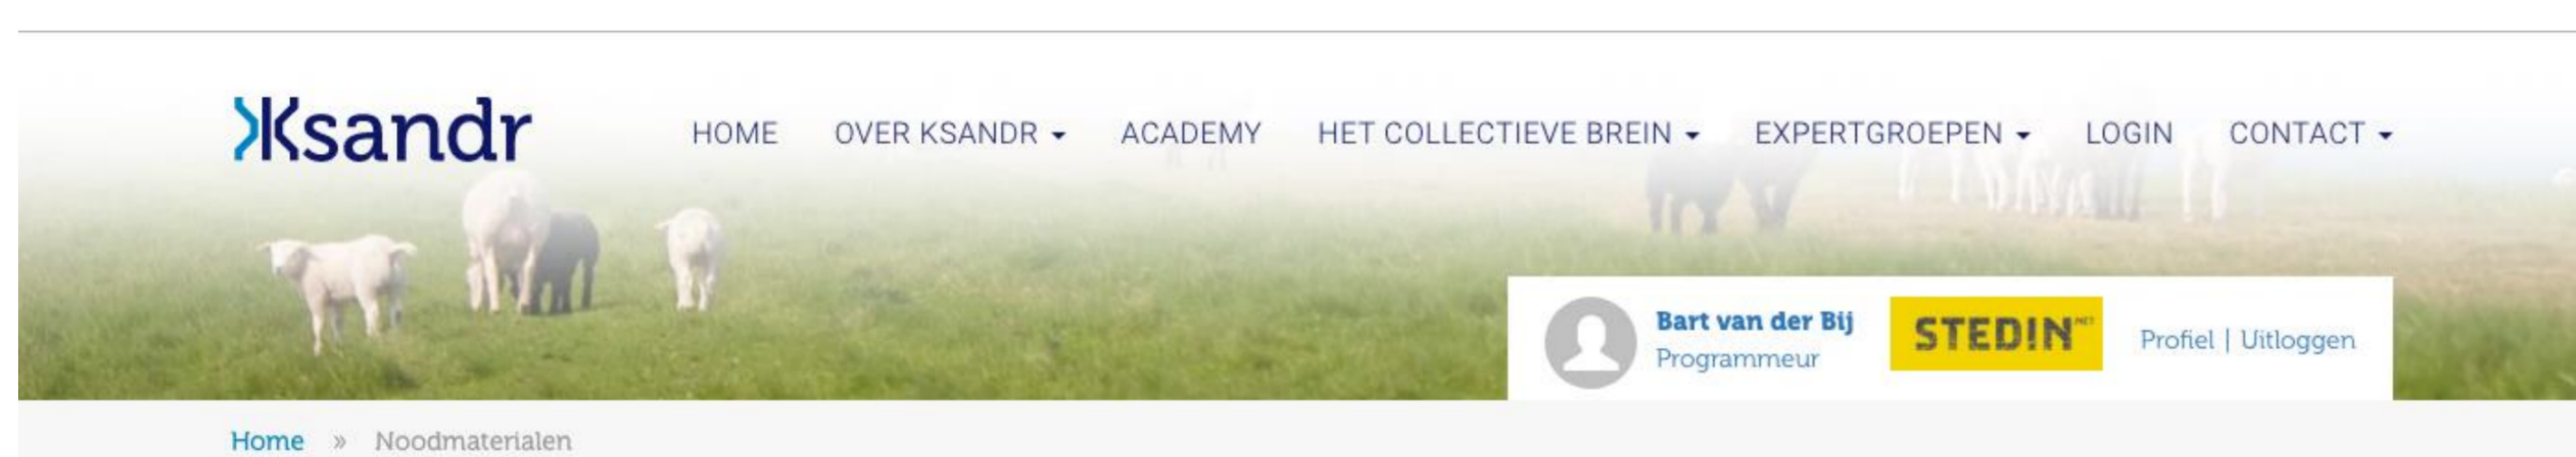 Ksandr
HOME OVER KSANDR ACADEMY HET COLLECTIEVE BREIN EXPERTGROEPEN LOGIN CONTACT
Bart van der Bij
Programmeur
STEDIN.NET
Profiel | Uitloggen
Home » Noodmaterialen